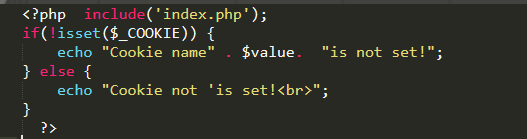 <?php  include('index.php');
if(!isset($_COOKIE)) {
    echo "Cookie name" . $value.  "is not set!";
} else {
    echo "Cookie not 'is set!<br>";
}
  ?>